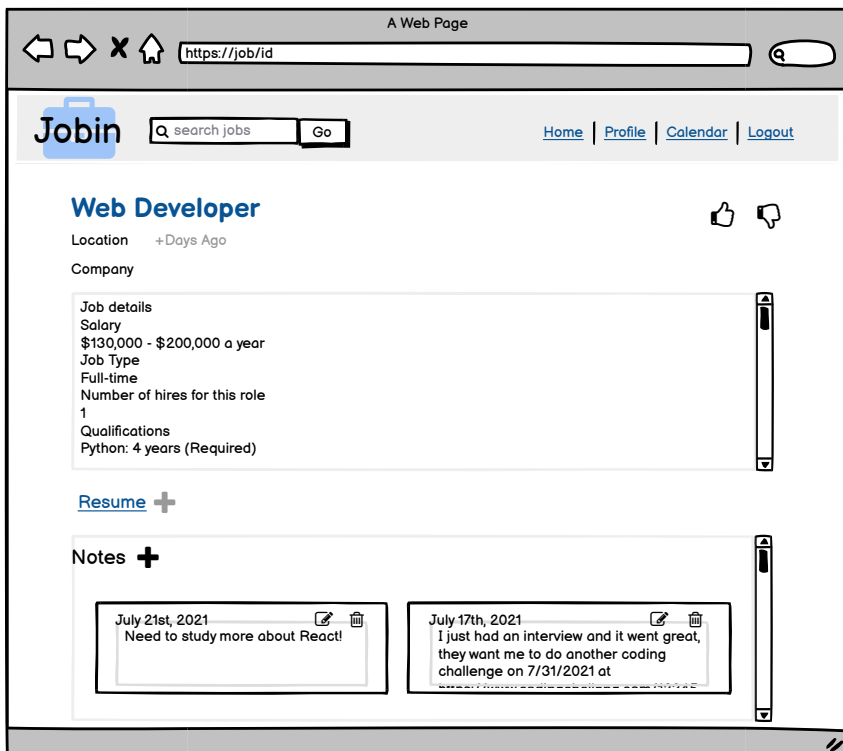 A Web Page
https://job/id
Jobin
search jobs
Go
Home
Profile
Calendar
Logout
Web Developer
Location
+Days Ago
Company
Job details
Salary
$130,000 - $200,000 a year
Job Type
Full-time
Number of hires for this role
1
Qualifications
Python: 4 years (Required)
Resume
Notes
July 21st, 2021
Need to study more about React!
July 17th, 2021
I just had an interview and it went great,
they want me to do another coding
challenge on 7/31/2021 at